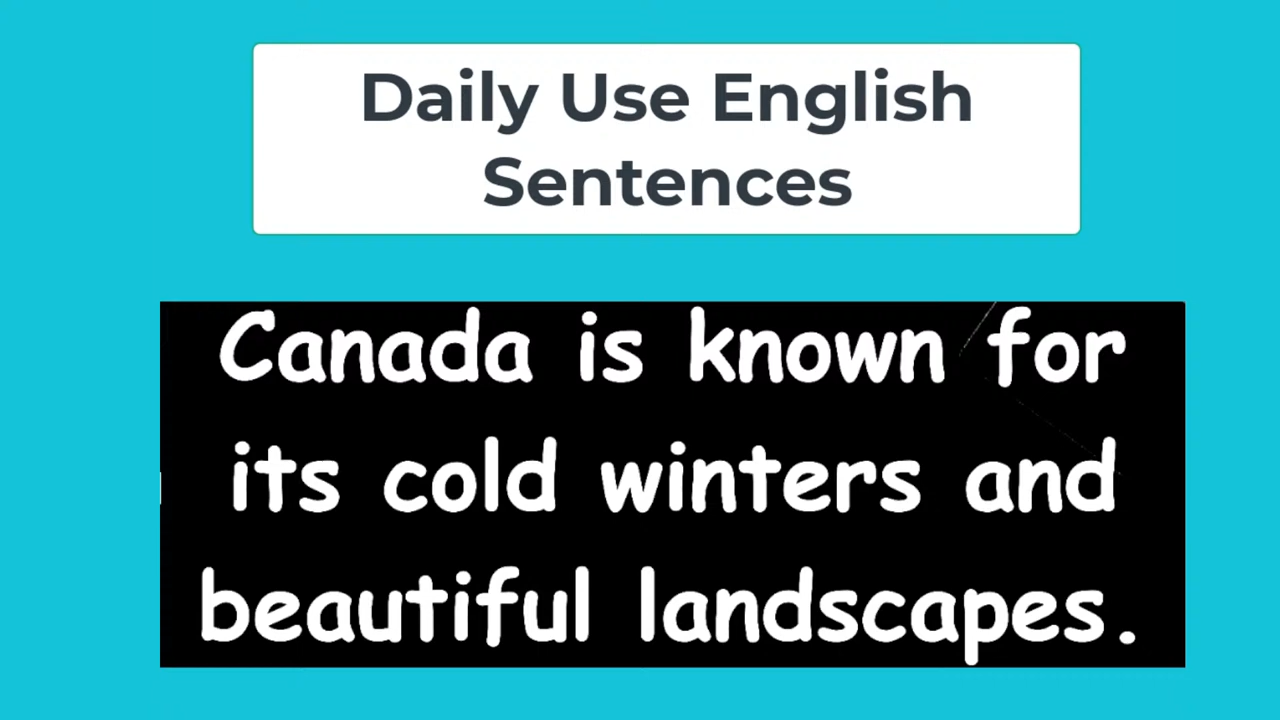 Daily Use English
Sentences
Canada is known for
its cold winters and
beautiful landscapes.